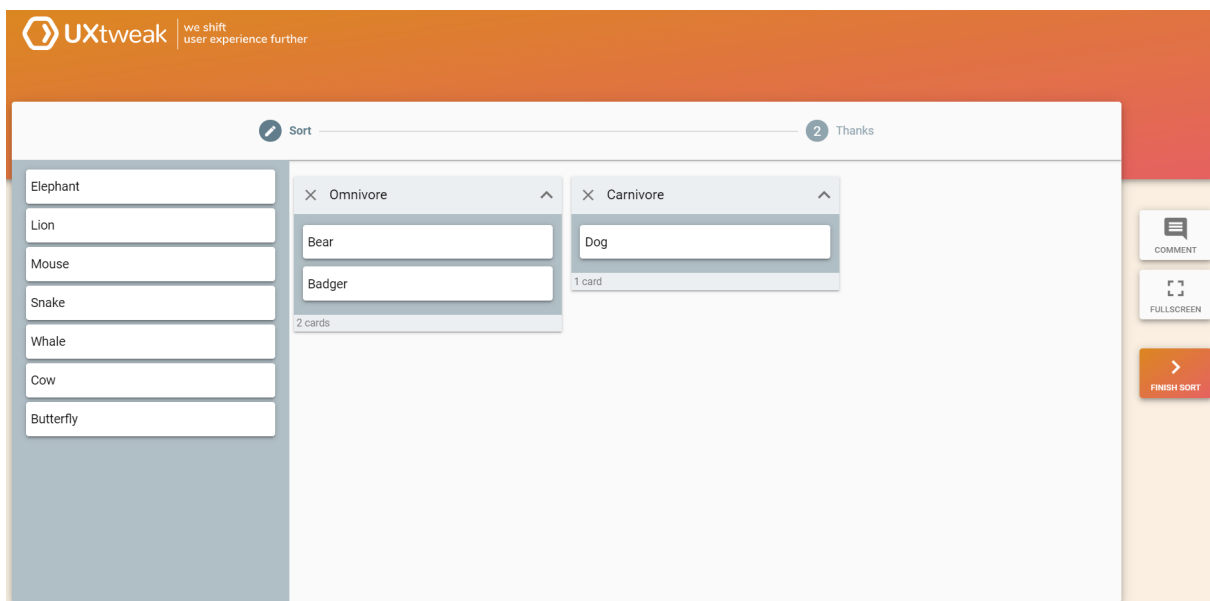 UXtweak
we shift
user experience further
Sort
2 Thanks
Elephant
Lion
Mouse
Snake
Whale
Cow
Butterfly
Omnivore
Bear
Badger
2 cards
Carnivore
Dog
1 card
COMMENT
FULLSCREEN
FINISH SORT